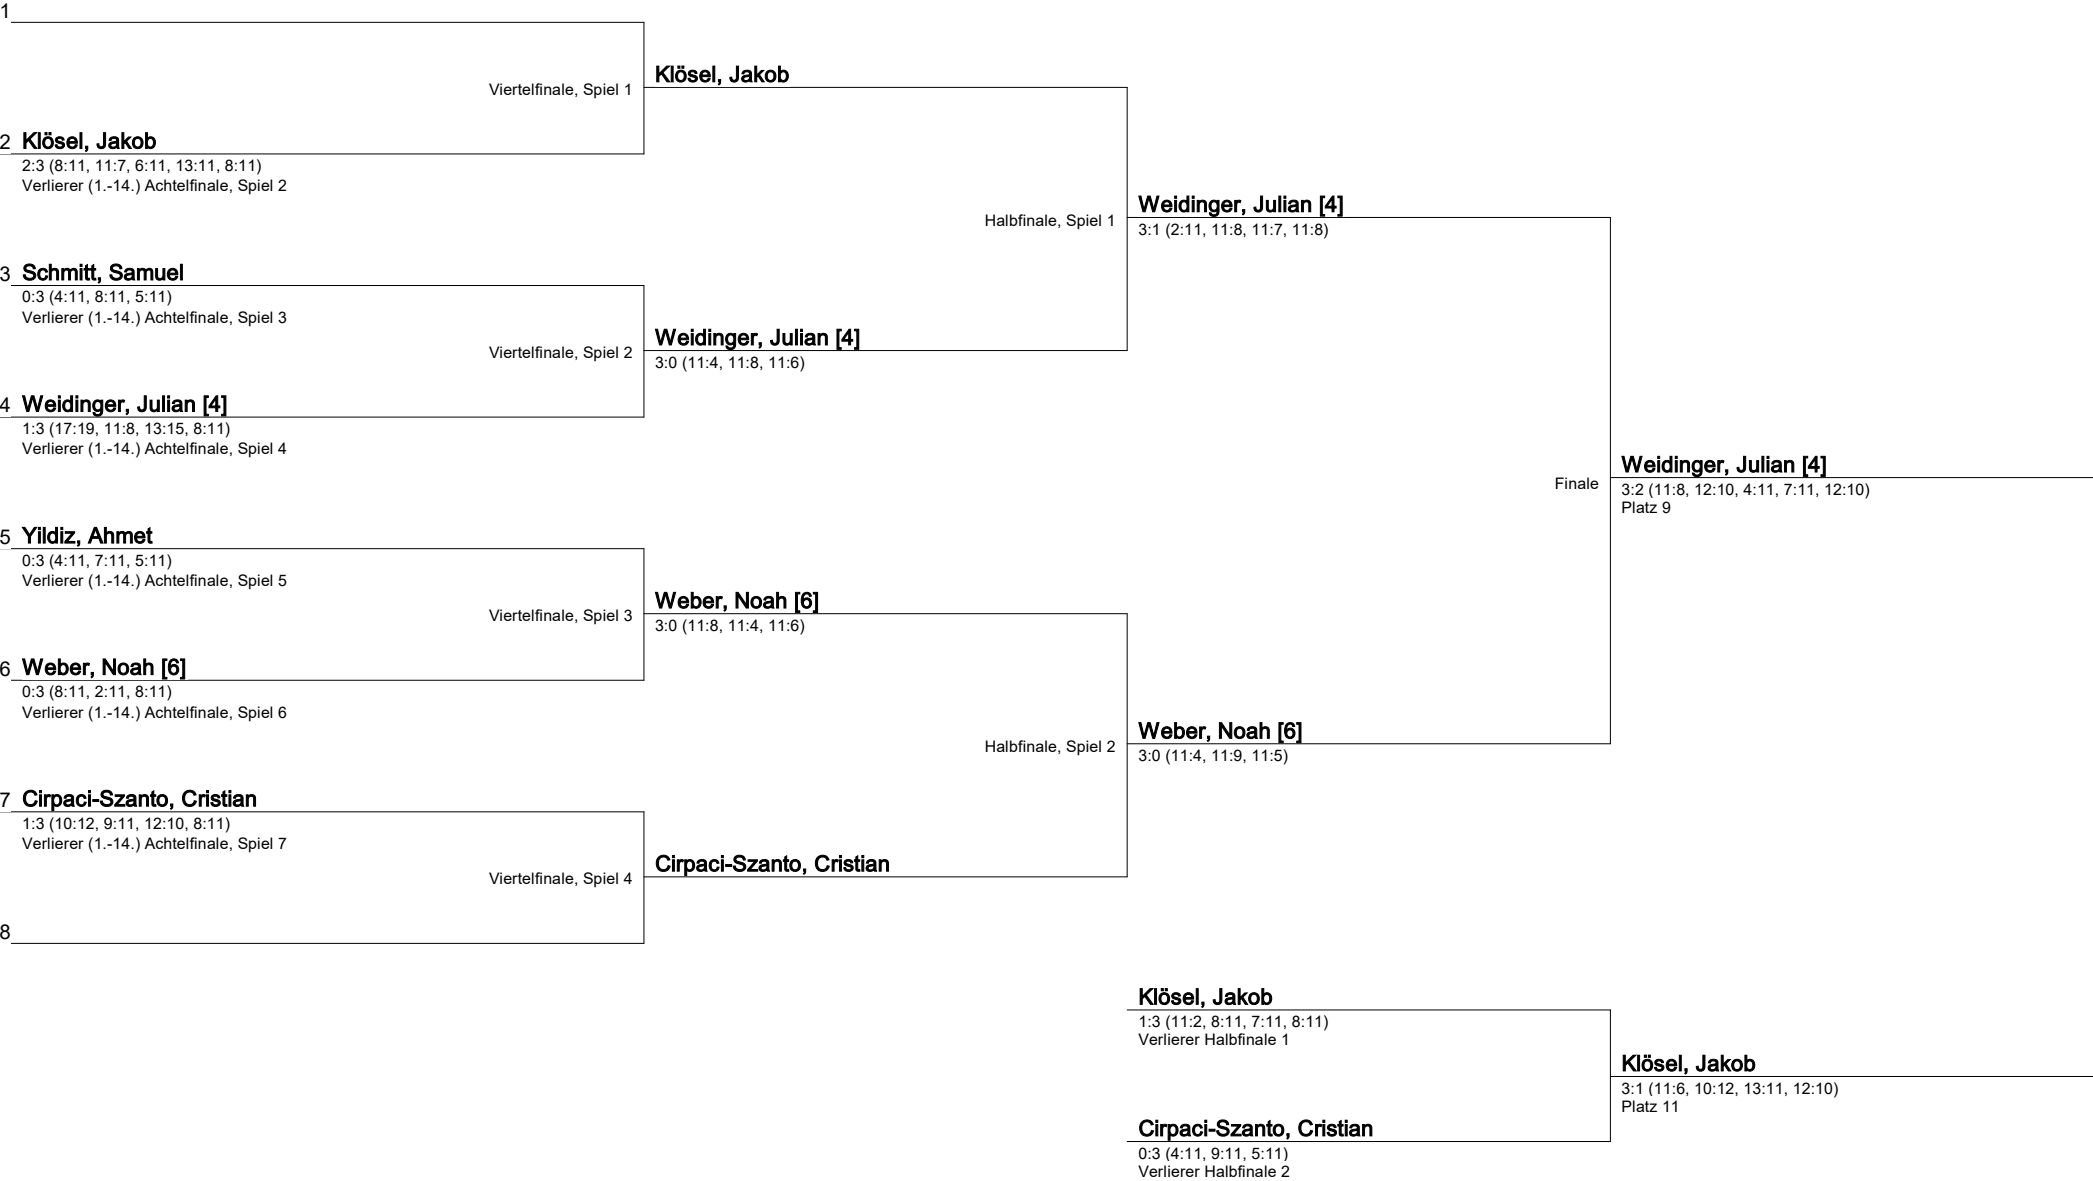 1
Viertelfinale, Spiel 1
Klösel, Jakob
2 Klösel, Jakob
2:3 (8:11, 11:7, 6:11, 13:11, 8:11)
Verlierer (1.-14.) Achtelfinale, Spiel 2
Halbfinale, Spiel 1
Weidinger, Julian [4]
3:1 (2:11, 11:8, 11:7, 11:8)
3 Schmitt, Samuel
0:3 (4:11, 8:11, 5:11)
Verlierer (1.-14.) Achtelfinale, Spiel 3
Viertelfinale, Spiel 2
Weidinger, Julian [4]
3:0 (11:4, 11:8, 11:6)
4 Weidinger, Julian [4]
1:3 (17:19, 11:8, 13:15, 8:11)
Verlierer (1.-14.) Achtelfinale, Spiel 4
Finale
Weidinger, Julian [4]
3:2 (11:8, 12:10, 4:11, 7:11, 12:10)
Platz 9
5 Yildiz, Ahmet
0:3 (4:11, 7:11, 5:11)
Verlierer (1.-14.) Achtelfinale, Spiel 5
Viertelfinale, Spiel 3
Weber, Noah [6]
3:0 (11:8, 11:4, 11:6)
6 Weber, Noah [6]
0:3 (8:11, 2:11, 8:11)
Verlierer (1.-14.) Achtelfinale, Spiel 6
Halbfinale, Spiel 2
Weber, Noah [6]
3:0 (11:4, 11:9, 11:5)
7 Cirpaci-Szanto, Cristian
1:3 (10:12, 9:11, 12:10, 8:11)
Verlierer (1.-14.) Achtelfinale, Spiel 7
Viertelfinale, Spiel 4
Cirpaci-Szanto, Cristian
8
Klösel, Jakob
1:3 (11:2, 8:11, 7:11, 8:11)
Verlierer Halbfinale 1
Klösel, Jakob
3:1 (11:6, 10:12, 13:11, 12:10)
Platz 11
Cirpaci-Szanto, Cristian
0:3 (4:11, 9:11, 5:11)
Verlierer Halbfinale 2